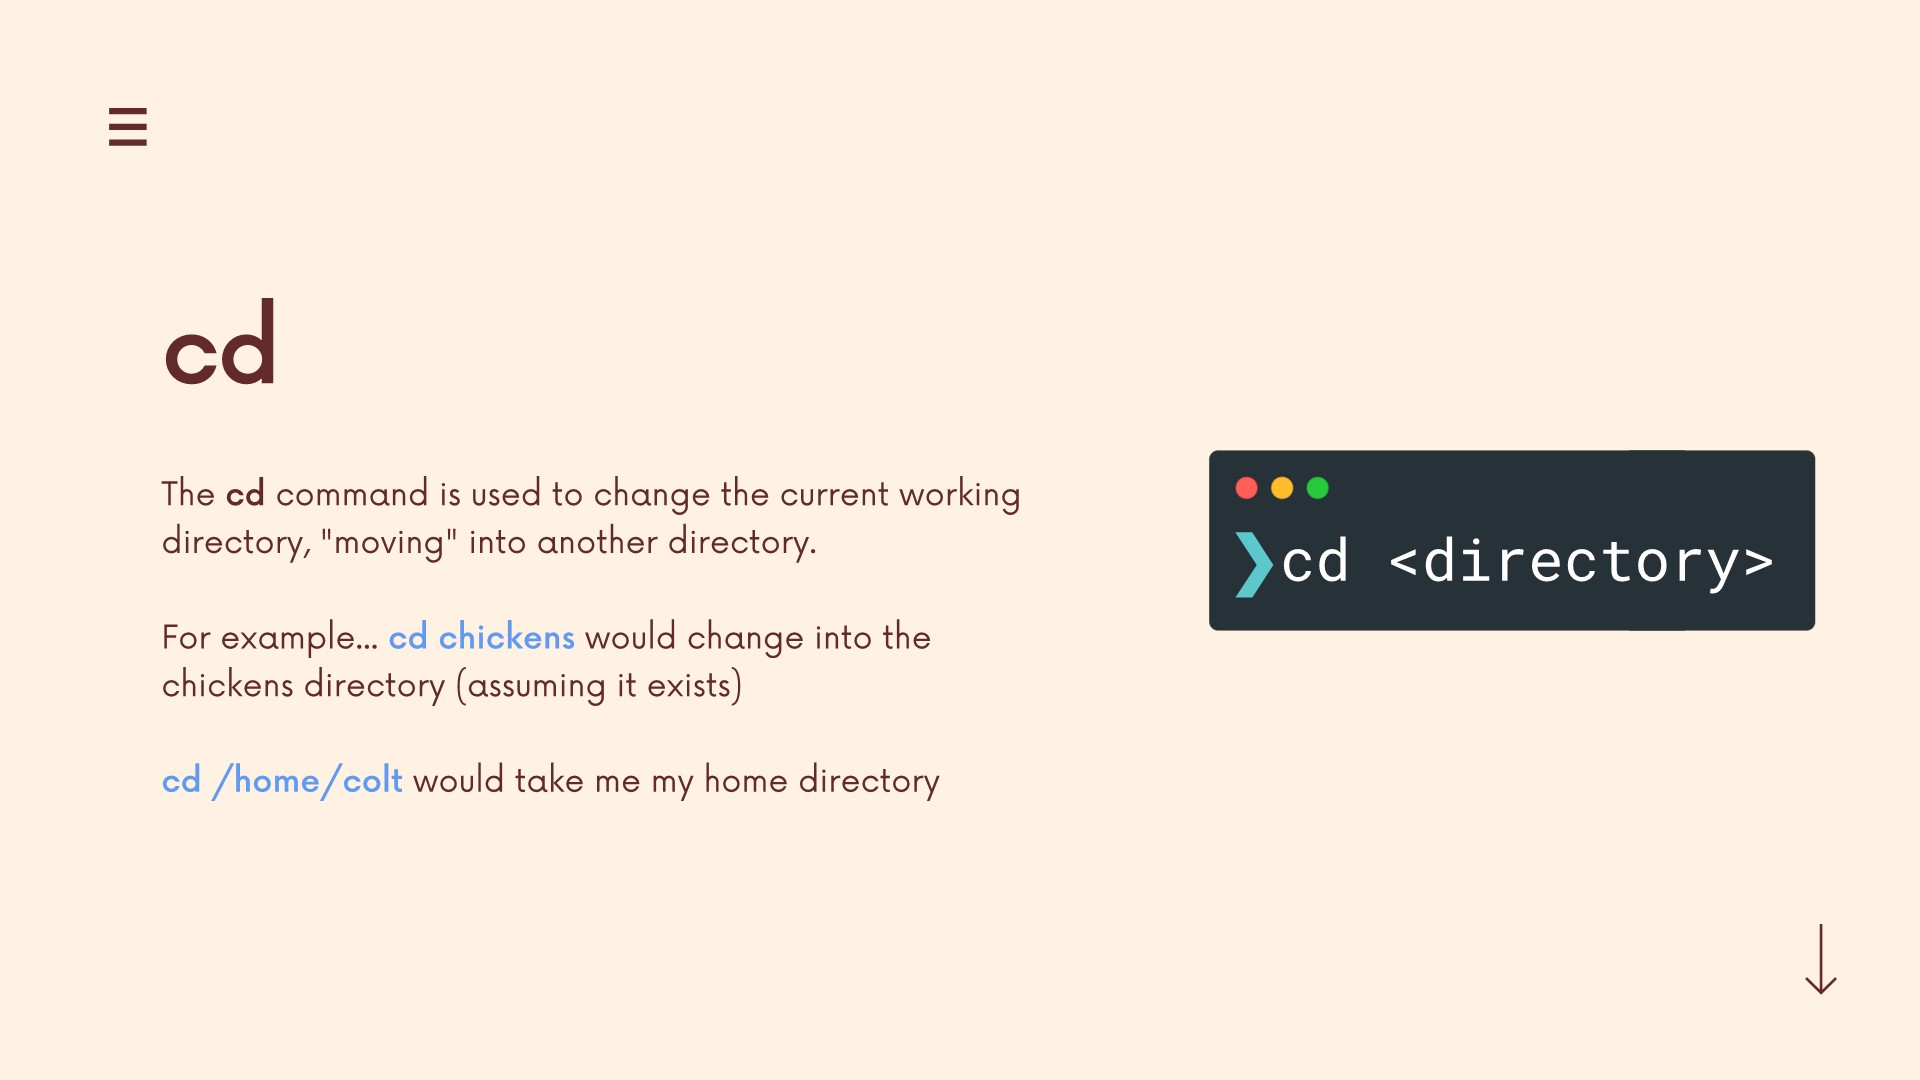 cd
The cd command is used to change the current working
directory, "moving" into another directory.
For example... cd chickens would change into the
chickens directory (assuming it exists)
cd /home/colt would take me my home directory
❯cd <directory>